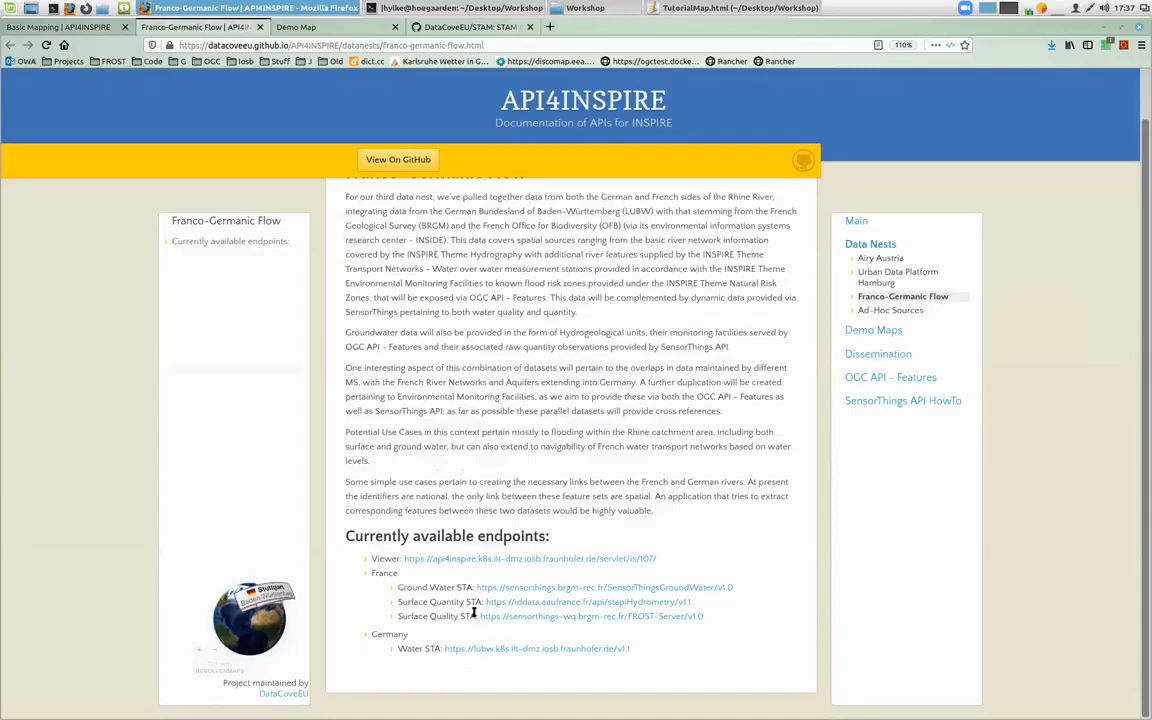 Franco-Germanic Flow | API4INSPIRE - Mozilla Firefox
[hylke@hoegaarden: ~/Desktop/Workshop
Workshop
TutorialMap.html (~/Desktop/Workshop)
17:37
Basic Mapping | API4INSPIRE
Franco-Germanic Flow | API4IN
Demo Map
DataCoveEU/STAM: STAM
https://datacoveeu.github.io/API4INSPIRE/datanests/franco-germanic-flow.html
110%
OWA
Projects
FROST
Code
G
OGC
Iosb
Stuff
J
Old
dict.cc
Karlsruhe Wetter in G...
https://discomap.eea....
https://ogctest.docke...
Rancher
Rancher
API4INSPIRE
Documentation of APIs for INSPIRE
View On GitHub
Franco-Germanic Flow
Currently available endpoints:
For our third data nest, we've pulled together data from both the German and French sides of the Rhine River,
integrating data from the German Bundesland of Baden-Württemberg (LUBW) with that stemming from the French
Geological Survey (BRGM) and the French Office for Biodiversity (OFB) (via its environmental information systems
research center - INSIDE). This data covers spatial sources ranging from the basic river network information
covered by the INSPIRE Theme Hydrography with additional river features supplied by the INSPIRE Theme
Transport Networks - Water over water measurement stations provided in accordance with the INSPIRE Theme
Environmental Monitoring Facilities to known flood risk zones provided under the INSPIRE Theme Natural Risk
Zones, that will be exposed via OGC API - Features. This data will be complemented by dynamic data provided via
SensorThings pertaining to both water quality and quantity.
Groundwater data will also be provided in the form of Hydrogeological units, their monitoring facilities served by
OGC API - Features and their associated raw quantity observations provided by SensorThings API.
One interesting aspect of this combination of datasets will pertain to the overlaps in data maintained by different
MS, with the French River Networks and Aquifers extending into Germany. A further duplication will be created
pertaining to Environmental Monitoring Facilities, as we aim to provide these via both the OGC API - Features as
well as SensorThings API; as far as possible these parallel datasets will provide cross references.
Potential Use Cases in this context pertain mostly to flooding within the Rhine catchment area, including both
surface and ground water, but can also extend to navigability of French water transport networks based on water
levels.
Some simple use cases pertain to creating the necessary links between the French and German rivers. At present
the identifiers are national, the only link between these feature sets are spatial. An application that tries to extract
corresponding features between these two datasets would be highly valuable.
Currently available endpoints:
Viewer: https://api4inspire.k8s.ilt-dmz.iosb.fraunhofer.de/servlet/is/107/
France
Ground Water STA: https://sensorthings.brgm-rec.fr/SensorThingsGroundWater/v1.0
Surface Quantity STA: https://iddata.eaufrance.fr/api/stapiHydrometry/v1.1
Surface Quality STA: https://sensorthings-wq.brgm-rec.fr/FROST-Server/v1.0
Germany
Water STA: https://lubw.k8s.ilt-dmz.iosb.fraunhofer.de/v1.1
Main
Data Nests
Airy Austria
Urban Data Platform
Hamburg
Franco-Germanic Flow
Ad-Hoc Sources
Demo Maps
Dissemination
OGC API - Features
SensorThings API HowTo
Stuttgart
Baden-Württemberg
REVOLVERMAPS
Project maintained by
DataCoveEU